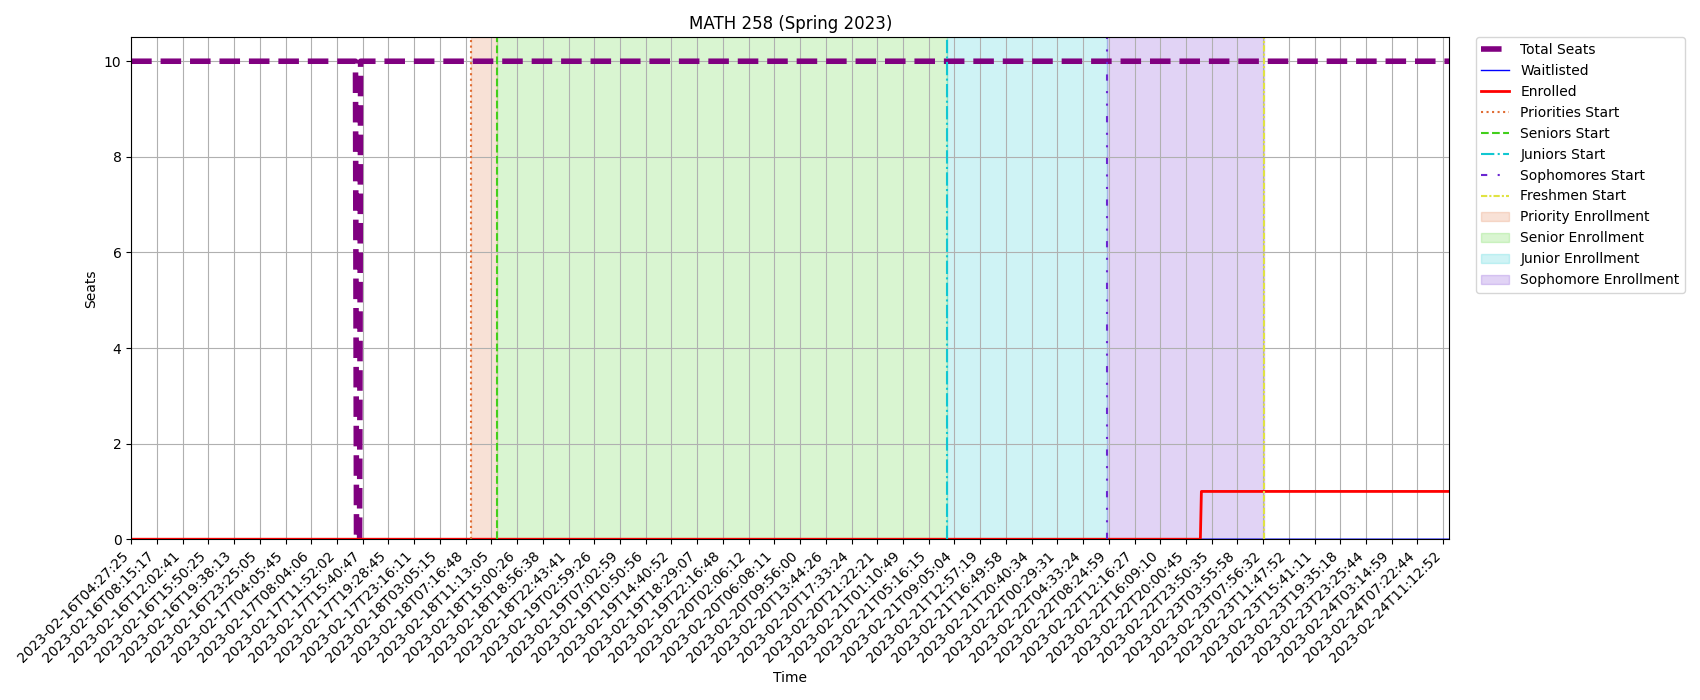 MATH 258 (Spring 2023)
10
8
6
4
2
0
Seats
2023-02-16T04:27:25
2023-02-16T08:15:17
2023-02-16T12:02:41
2023-02-16T15:50:25
2023-02-16T19:38:13
2023-02-16T23:25:05
2023-02-17T04:05:45
2023-02-17T08:04:06
2023-02-17T11:52:02
2023-02-17T15:40:47
2023-02-17T19:28:45
2023-02-17T23:16:11
2023-02-18T03:05:15
2023-02-18T07:16:48
2023-02-18T11:13:05
2023-02-18T15:00:26
2023-02-18T18:56:38
2023-02-18T22:43:41
2023-02-19T02:59:26
2023-02-19T07:02:59
2023-02-19T10:50:56
2023-02-19T14:40:52
2023-02-19T18:29:07
2023-02-19T22:16:48
2023-02-20T02:06:12
2023-02-20T06:08:11
2023-02-20T09:56:00
2023-02-20T13:44:26
2023-02-20T17:33:24
2023-02-20T21:22:21
2023-02-21T01:10:49
2023-02-21T05:16:15
2023-02-21T09:05:04
2023-02-21T12:57:19
2023-02-21T16:49:58
2023-02-21T20:40:34
2023-02-22T00:29:31
2023-02-22T04:33:24
2023-02-22T08:24:59
2023-02-22T12:16:27
2023-02-22T16:09:10
2023-02-22T20:00:45
2023-02-22T23:50:35
2023-02-23T03:55:58
2023-02-23T07:56:32
2023-02-23T11:47:52
2023-02-23T15:41:11
2023-02-23T19:35:18
2023-02-23T23:25:44
2023-02-24T03:14:59
2023-02-24T07:22:44
2023-02-24T11:12:52
Time
Total Seats
Waitlisted
Enrolled
Priorities Start
Seniors Start
Juniors Start
Sophomores Start
Freshmen Start
Priority Enrollment
Senior Enrollment
Junior Enrollment
Sophomore Enrollment